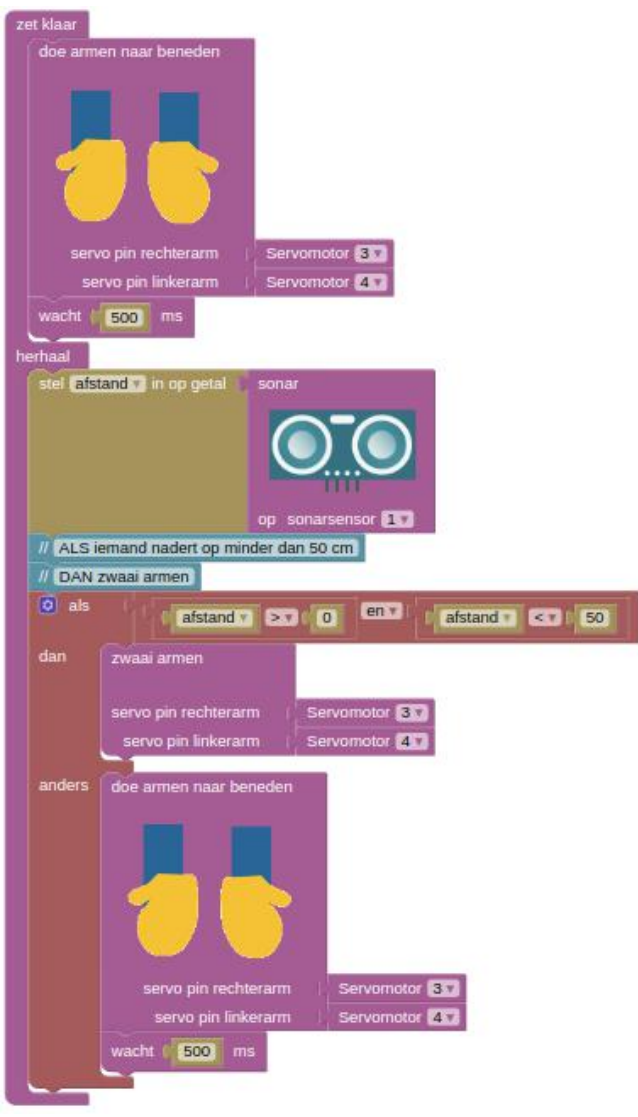 zet klaar
doe armen naar beneden
servo pin rechterarm Servomotor 3
servo pin linkerarm Servomotor 4
wacht 500 ms
herhaal
stel afstand in op getal sonar
op sonarsensor 1
// ALS iemand nadert op minder dan 50 cm
// DAN zwaai armen
als afstand > 0 en afstand < 50
dan zwaai armen
servo pin rechterarm Servomotor 3
servo pin linkerarm Servomotor 4
anders doe armen naar beneden
servo pin rechterarm Servomotor 3
servo pin linkerarm Servomotor 4
wacht 500 ms